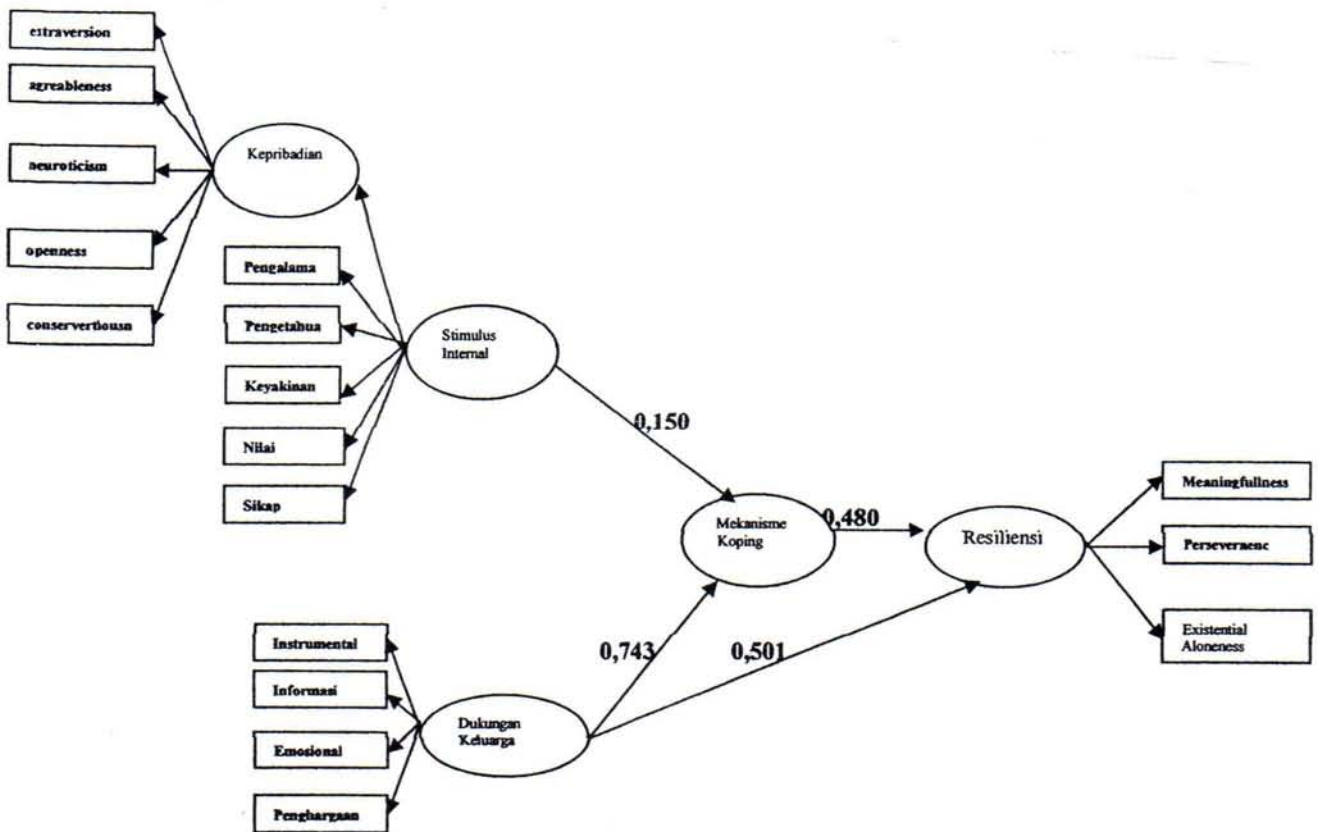 extraversion
agreableness
neuroticism
openness
conservertiousn
Kepribadian
Pengalama
Pengetahua
Keyakinan
Nilai
Sikap
Stimulus
Internal
0,150
Mekanisme
Koping
0,480
Resiliensi
Meaningfullness
Perseveraenc
Existential
Aloneness
Instrumental
Informasi
Emosional
Penghargaan
Dukungan
Keluarga
0,743
0,501